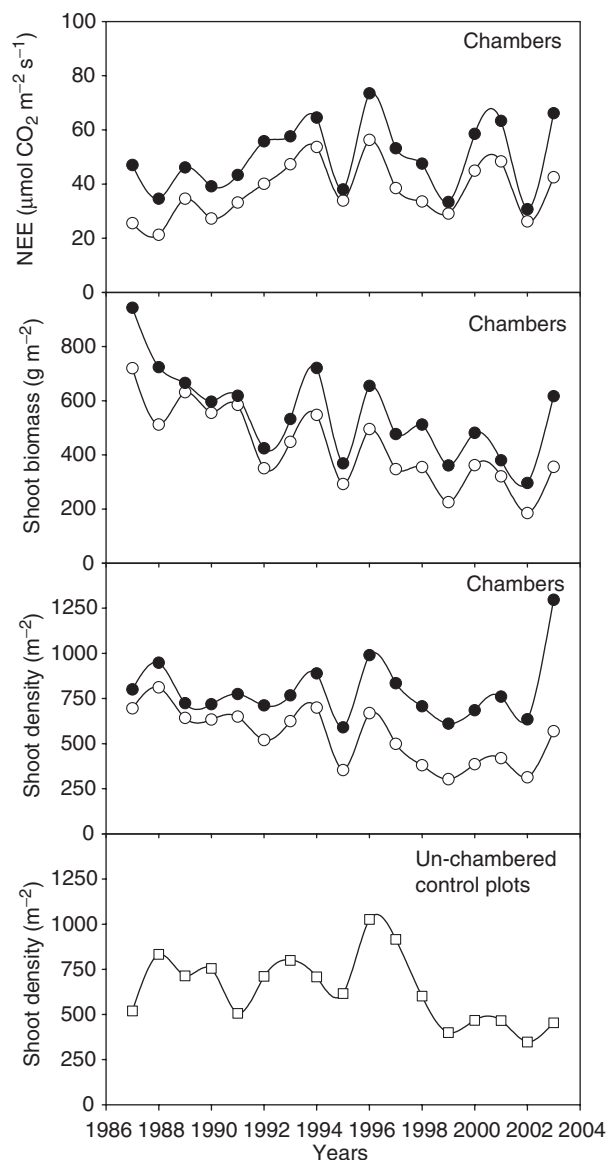 100
80
60
40
20
0
NEE (μmol CO₂ m⁻² s⁻¹)
Chambers
800
600
400
200
0
Shoot biomass (g m⁻²)
Chambers
1250
1000
750
500
250
0
Shoot density (m⁻²)
Chambers
1250
1000
750
500
250
0
Shoot density (m⁻²)
Un-chambered
control plots
1986 1988 1990 1992 1994 1996 1998 2000 2002 2004
Years